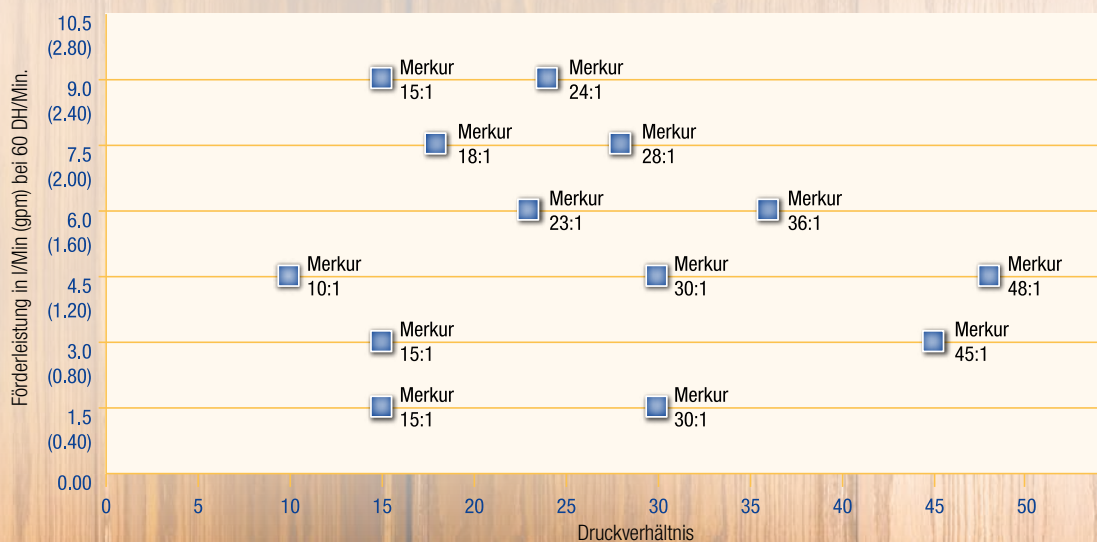 Förderleistung in l/Min (gpm) bei 60 DH/Min.
10.5
(2.80)
9.0
(2.40)
7.5
(2.00)
6.0
(1.60)
4.5
(1.20)
3.0
(0.80)
1.5
(0.40)
0.00
Merkur
15:1
Merkur
24:1
Merkur
18:1
Merkur
28:1
Merkur
23:1
Merkur
36:1
Merkur
10:1
Merkur
30:1
Merkur
48:1
Merkur
15:1
Merkur
45:1
Merkur
15:1
Merkur
30:1
0 5 10 15 20 25 30 35 40 45 50
Druckverhältnis